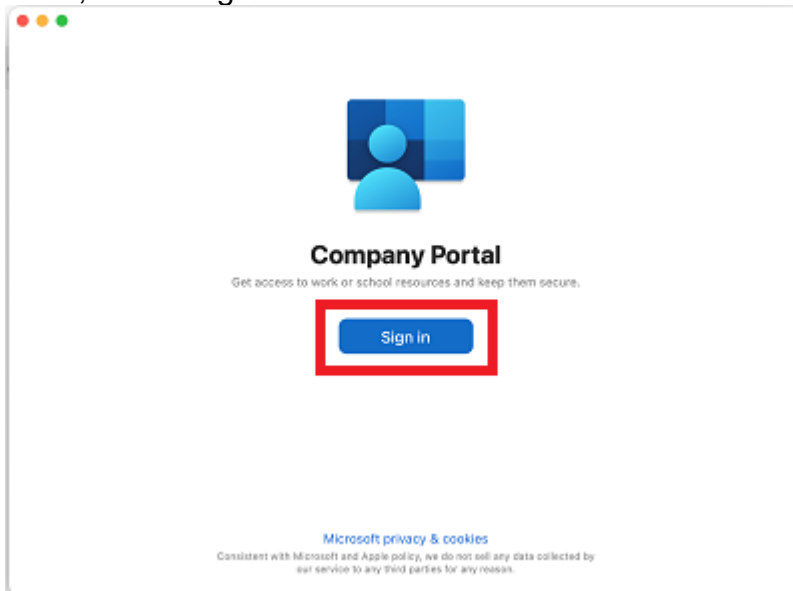 Company Portal
Get access to work or school resources and keep them secure.
Sign in
Microsoft privacy & cookies
Consistent with Microsoft and Apple policy, we do not sell any data collected by
our service to any third parties for any reason.